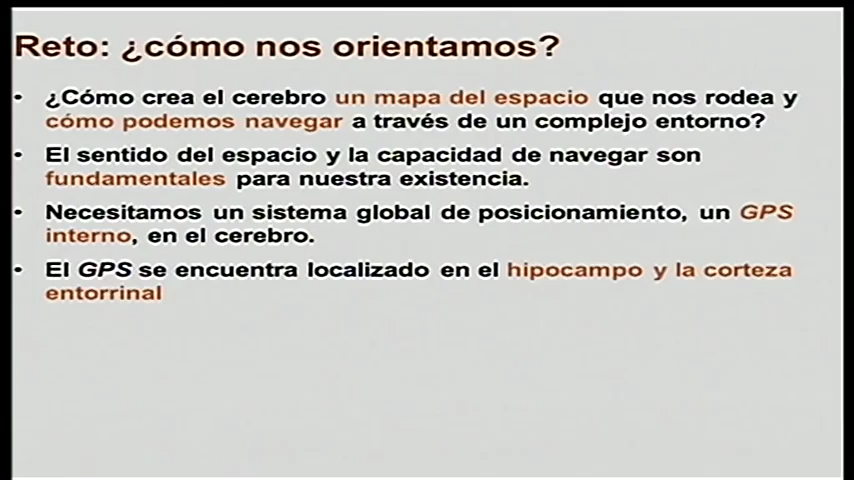 Reto: ¿cómo nos orientamos?
• ¿Cómo crea el cerebro un mapa del espacio que nos rodea y
cómo podemos navegar a través de un complejo entorno?
• El sentido del espacio y la capacidad de navegar son
fundamentales para nuestra existencia.
• Necesitamos un sistema global de posicionamiento, un GPS
interno, en el cerebro.
• El GPS se encuentra localizado en el hipocampo y la corteza
entorrinal